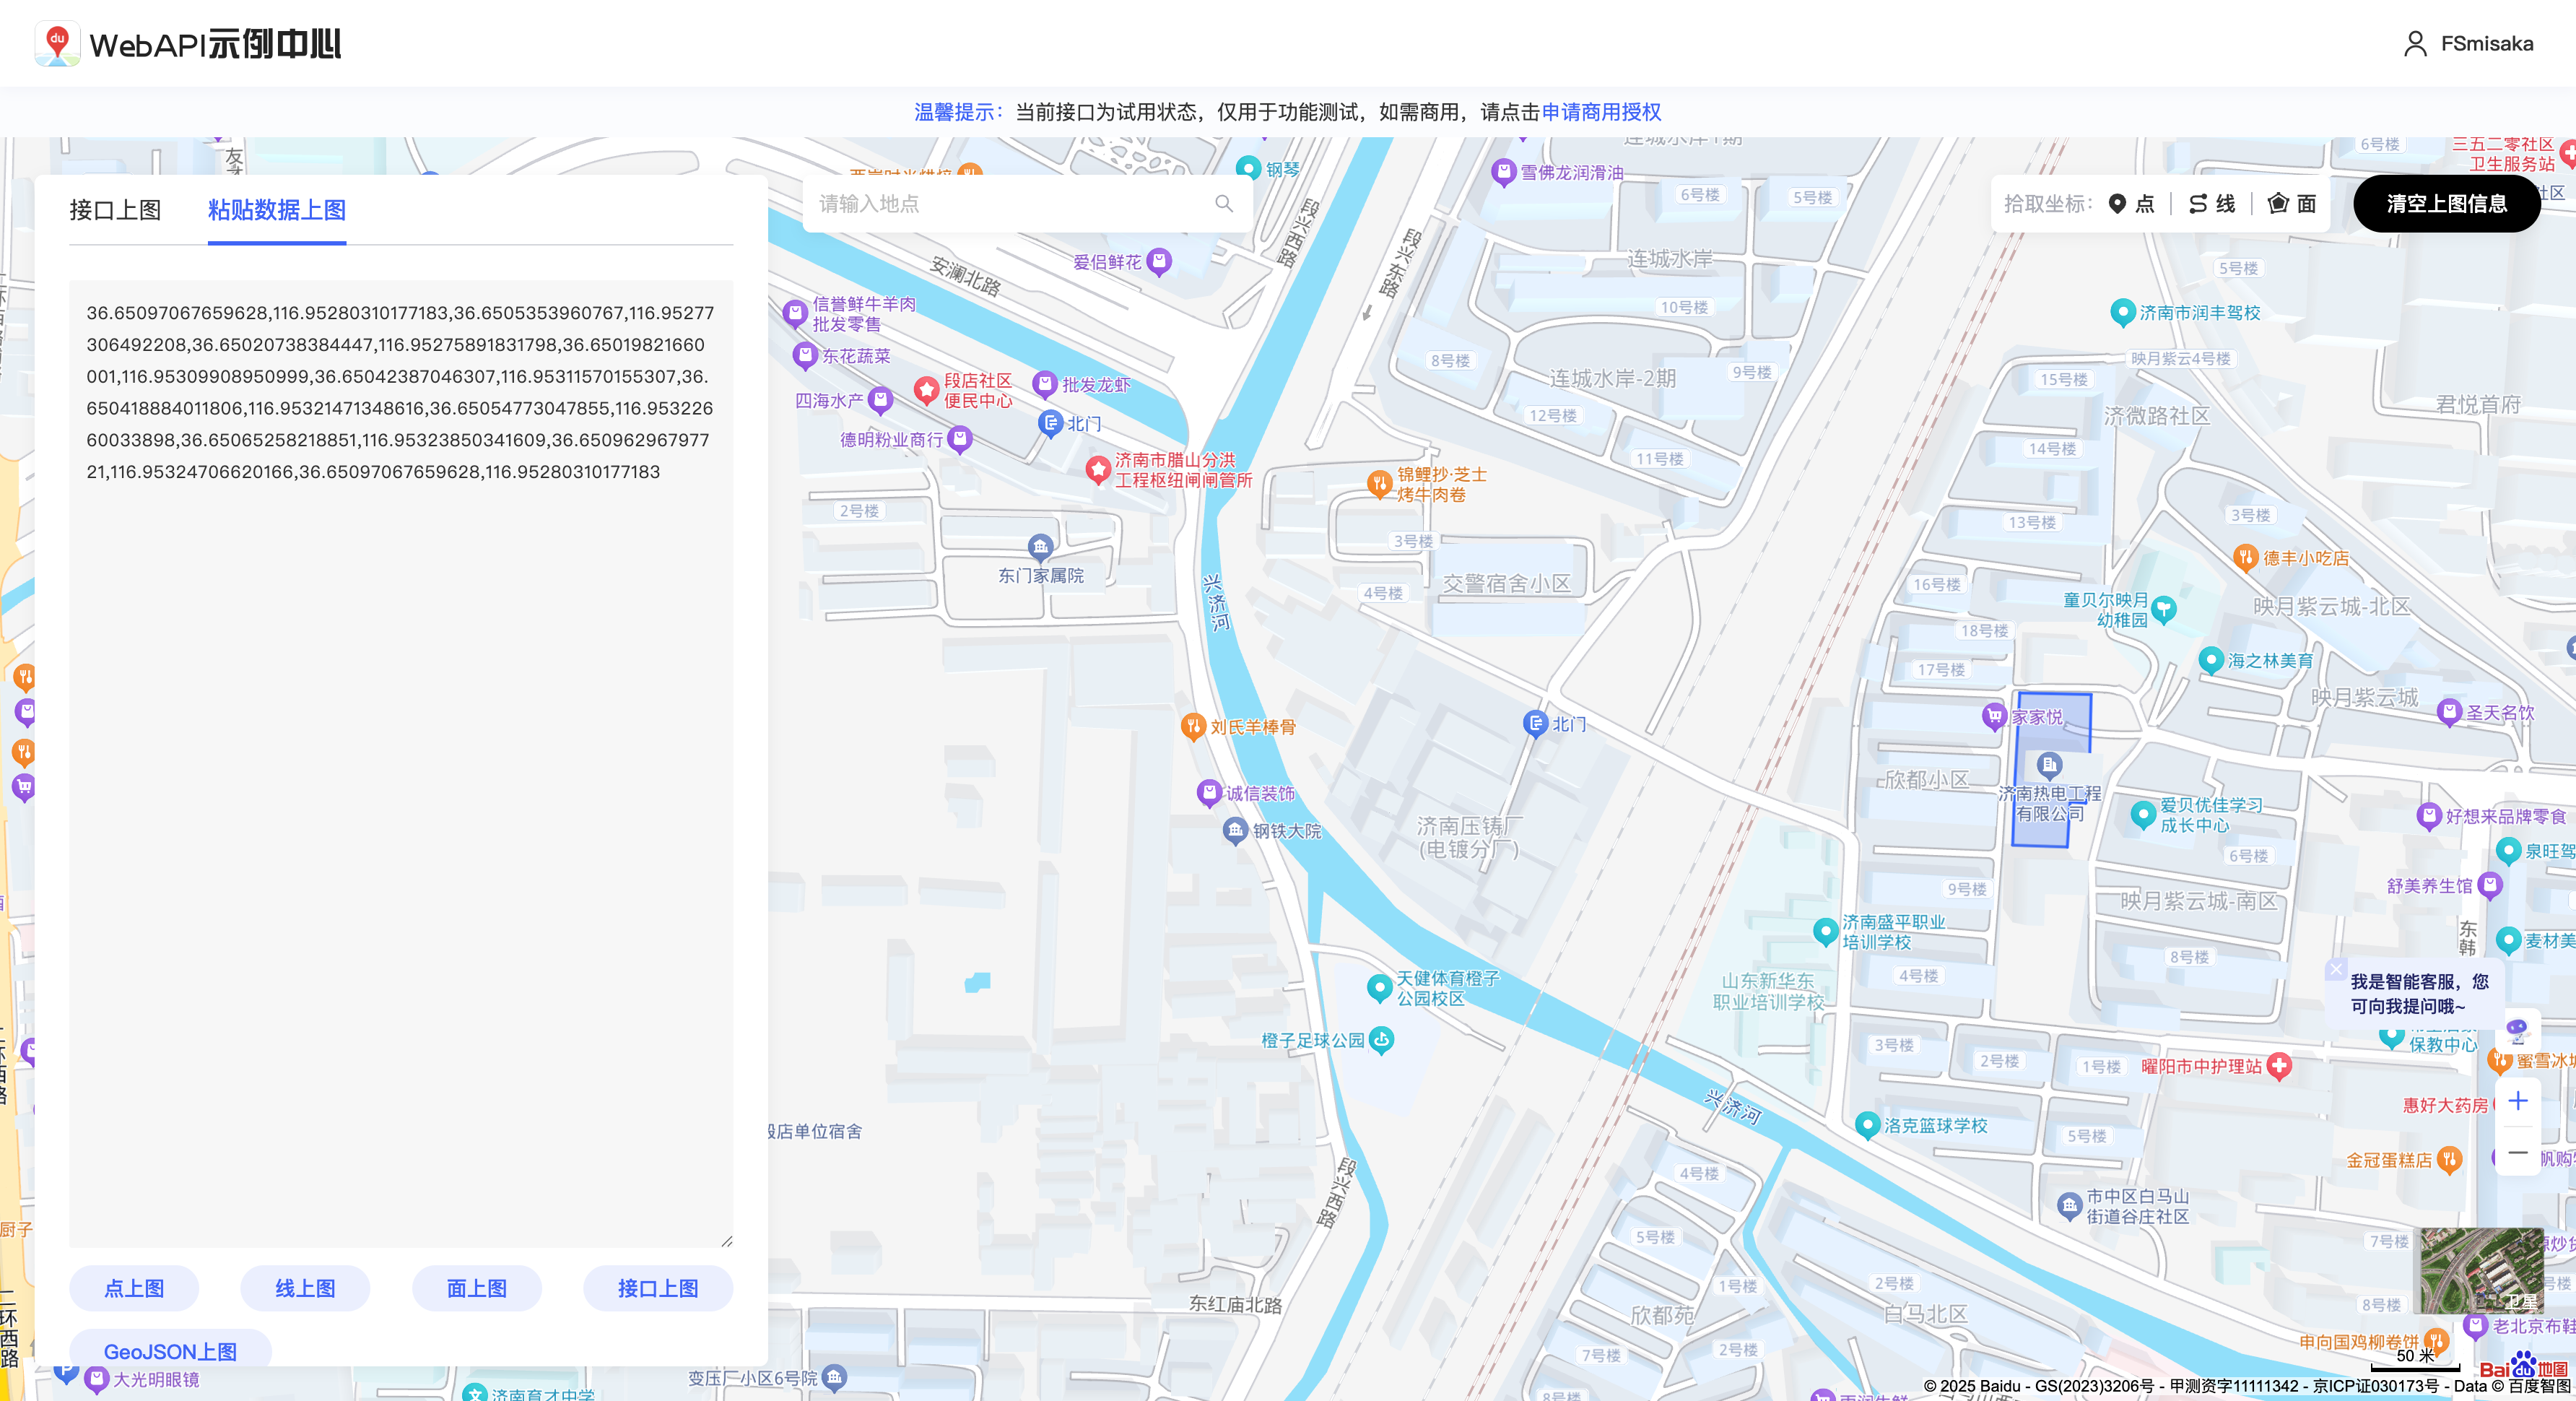 du WebAPI示例中心
FSmisaka
温馨提示：当前接口为试用状态，仅用于功能测试，如需商用，请点击申请商用授权
接口上图
粘贴数据上图
36.65097067659628,116.95280310177183,36.6505353960767,116.95277
306492208,36.65020738384447,116.95275891831798,36.65019821660
001,116.95309908950999,36.65042387046307,116.95311570155307,36.
650418884011806,116.95321471348616,36.65054773047855,116.953226
60033898,36.65065258218851,116.95323850341609,36.650962967977
21,116.95324706620166,36.65097067659628,116.95280310177183
点上图
线上图
面上图
接口上图
GeoJSON上图
请输入地点
拾取坐标：
点
线
面
清空上图信息
钢琴
雪佛龙润滑油
6号楼
5号楼
6号楼
三五二零社区
卫生服务站
段兴西路
段兴东路
安澜北路
爱侣鲜花
连城水岸
10号楼
5号楼
济南市润丰驾校
信誉鲜牛羊肉
批发零售
东花蔬菜
段店社区
便民中心
批发龙虾
四海水产
北门
德明粉业商行
济南市腊山分洪
工程枢纽闸闸管所
8号楼
连城水岸-2期
9号楼
12号楼
11号楼
映月紫云4号楼
15号楼
济微路社区
君悦首府
14号楼
13号楼
3号楼
锦鲤抄·芝士
烤牛肉卷
2号楼
东门家属院
3号楼
交警宿舍小区
4号楼
兴济河
16号楼
德丰小吃店
童贝尔映月
幼稚园
映月紫云城-北区
18号楼
17号楼
海之林美育
映月紫云城
圣天名饮
家家悦
刘氏羊棒骨
北门
诚信装饰
钢铁大院
济南压铸厂
(电镀分厂)
欣都小区
济南热电工程
有限公司
爱贝优佳学习
成长中心
好想来品牌零食
6号楼
泉旺驾
舒美养生馆
9号楼
映月紫云城-南区
济南盛平职业
培训学校
东韩
麦材美
8号楼
4号楼
山东新华东
职业培训学校
天健体育橙子
公园校区
橙子足球公园
我是智能客服，您
可向我提问哦~
保教中心
3号楼
2号楼
1号楼
曜阳市中护理站
蜜雪冰城
惠好大药房
兴济河
洛克篮球学校
5号楼
金冠蛋糕店
段店单位宿舍
4号楼
段兴西路
市中区白马山
街道谷庄社区
5号楼
7号楼
1号楼
2号楼
东红庙北路
欣都苑
白马北区
8号楼
卫星
7号楼
2号楼
申向国鸡柳卷饼
老北京布鞋
50 米
Bai du 地图
变压厂小区6号院
大光明眼镜
济南育才中学
8号楼
二环西路
© 2025 Baidu - GS(2023)3206号 - 甲测资字11111342 - 京ICP证030173号 - Data © 百度智图